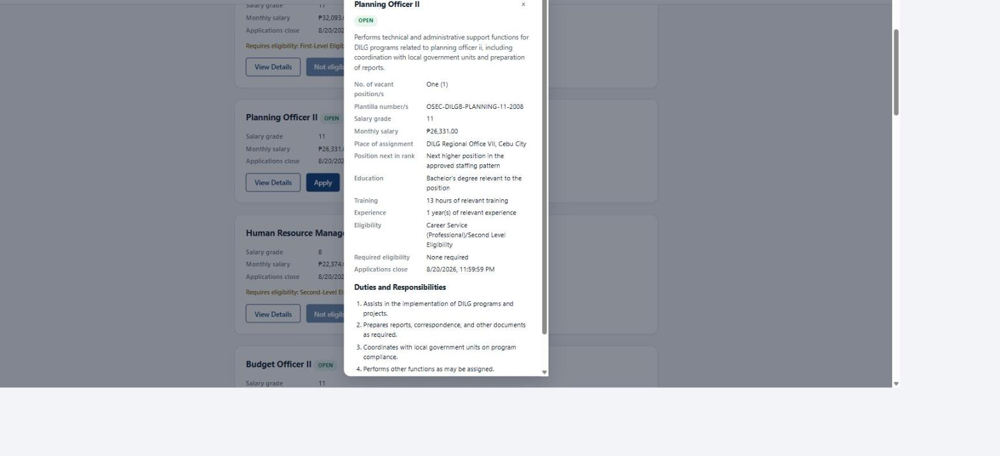 Salary grade 17
Monthly salary ₱32,093.
Applications close 8/20/202
Requires eligibility: First-Level Eligib
View Details Not eligib
Planning Officer II OPEN
Salary grade 11
Monthly salary ₱26,331.
Applications close 8/20/202
View Details Apply
Human Resource Manag
Salary grade 8
Monthly salary ₱22,374.
Applications close 8/20/202
Requires eligibility: Second-Level El
View Details Not eligib
Budget Officer II OPEN
Salary grade 11
Planning Officer II ×
OPEN
Performs technical and administrative support functions for
DILG programs related to planning officer ii, including
coordination with local government units and preparation
of reports.
No. of vacant One (1)
position/s
Plantilla number/s OSEC-DILGB-PLANNING-11-2008
Salary grade 11
Monthly salary ₱26,331.00
Place of assignment DILG Regional Office VII, Cebu City
Position next in rank Next higher position in the
approved staffing pattern
Education Bachelor's degree relevant to the
position
Training 13 hours of relevant training
Experience 1 year(s) of relevant experience
Eligibility Career Service
(Professional)/Second Level
Eligibility
Required eligibility None required
Applications close 8/20/2026, 11:59:59 PM
Duties and Responsibilities
1. Assists in the implementation of DILG programs and
projects.
2. Prepares reports, correspondence, and other documents
as required.
3. Coordinates with local government units on program
compliance.
4. Performs other functions as may be assigned.